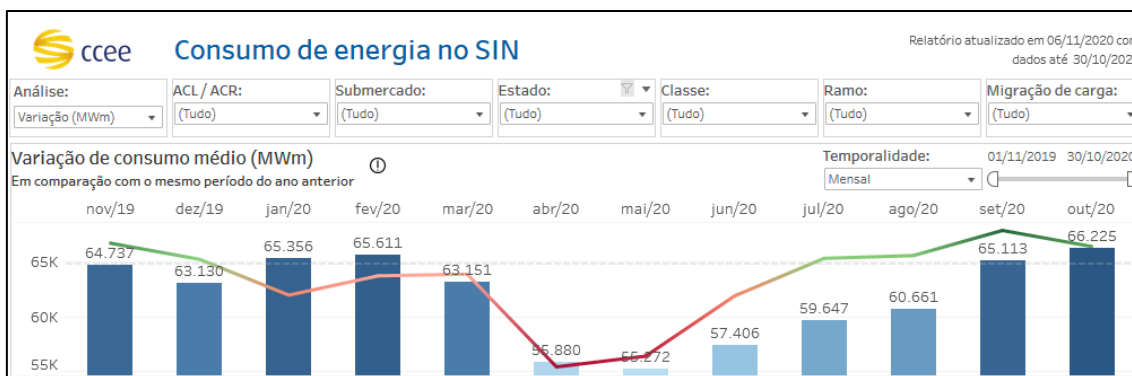 ccee
Consumo de energia no SIN
Relatório atualizado em 06/11/2020 com
dados até 30/10/202
Análise: ACL / ACR: Submercado: Estado: Classe: Ramo: Migração de carga:
Variação (MWm) (Tudo) (Tudo) (Tudo) (Tudo) (Tudo) (Tudo)
Variação de consumo médio (MWm)
Em comparação com o mesmo período do ano anterior
Temporalidade: 01/11/2019 30/10/2020
Mensal
nov/19 dez/19 jan/20 fev/20 mar/20 abr/20 mai/20 jun/20 jul/20 ago/20 set/20 out/20
64.737 63.130 65.356 65.611 63.151 55.880 55.272 57.406 59.647 60.661 65.113 66.225
65K
60K
55K